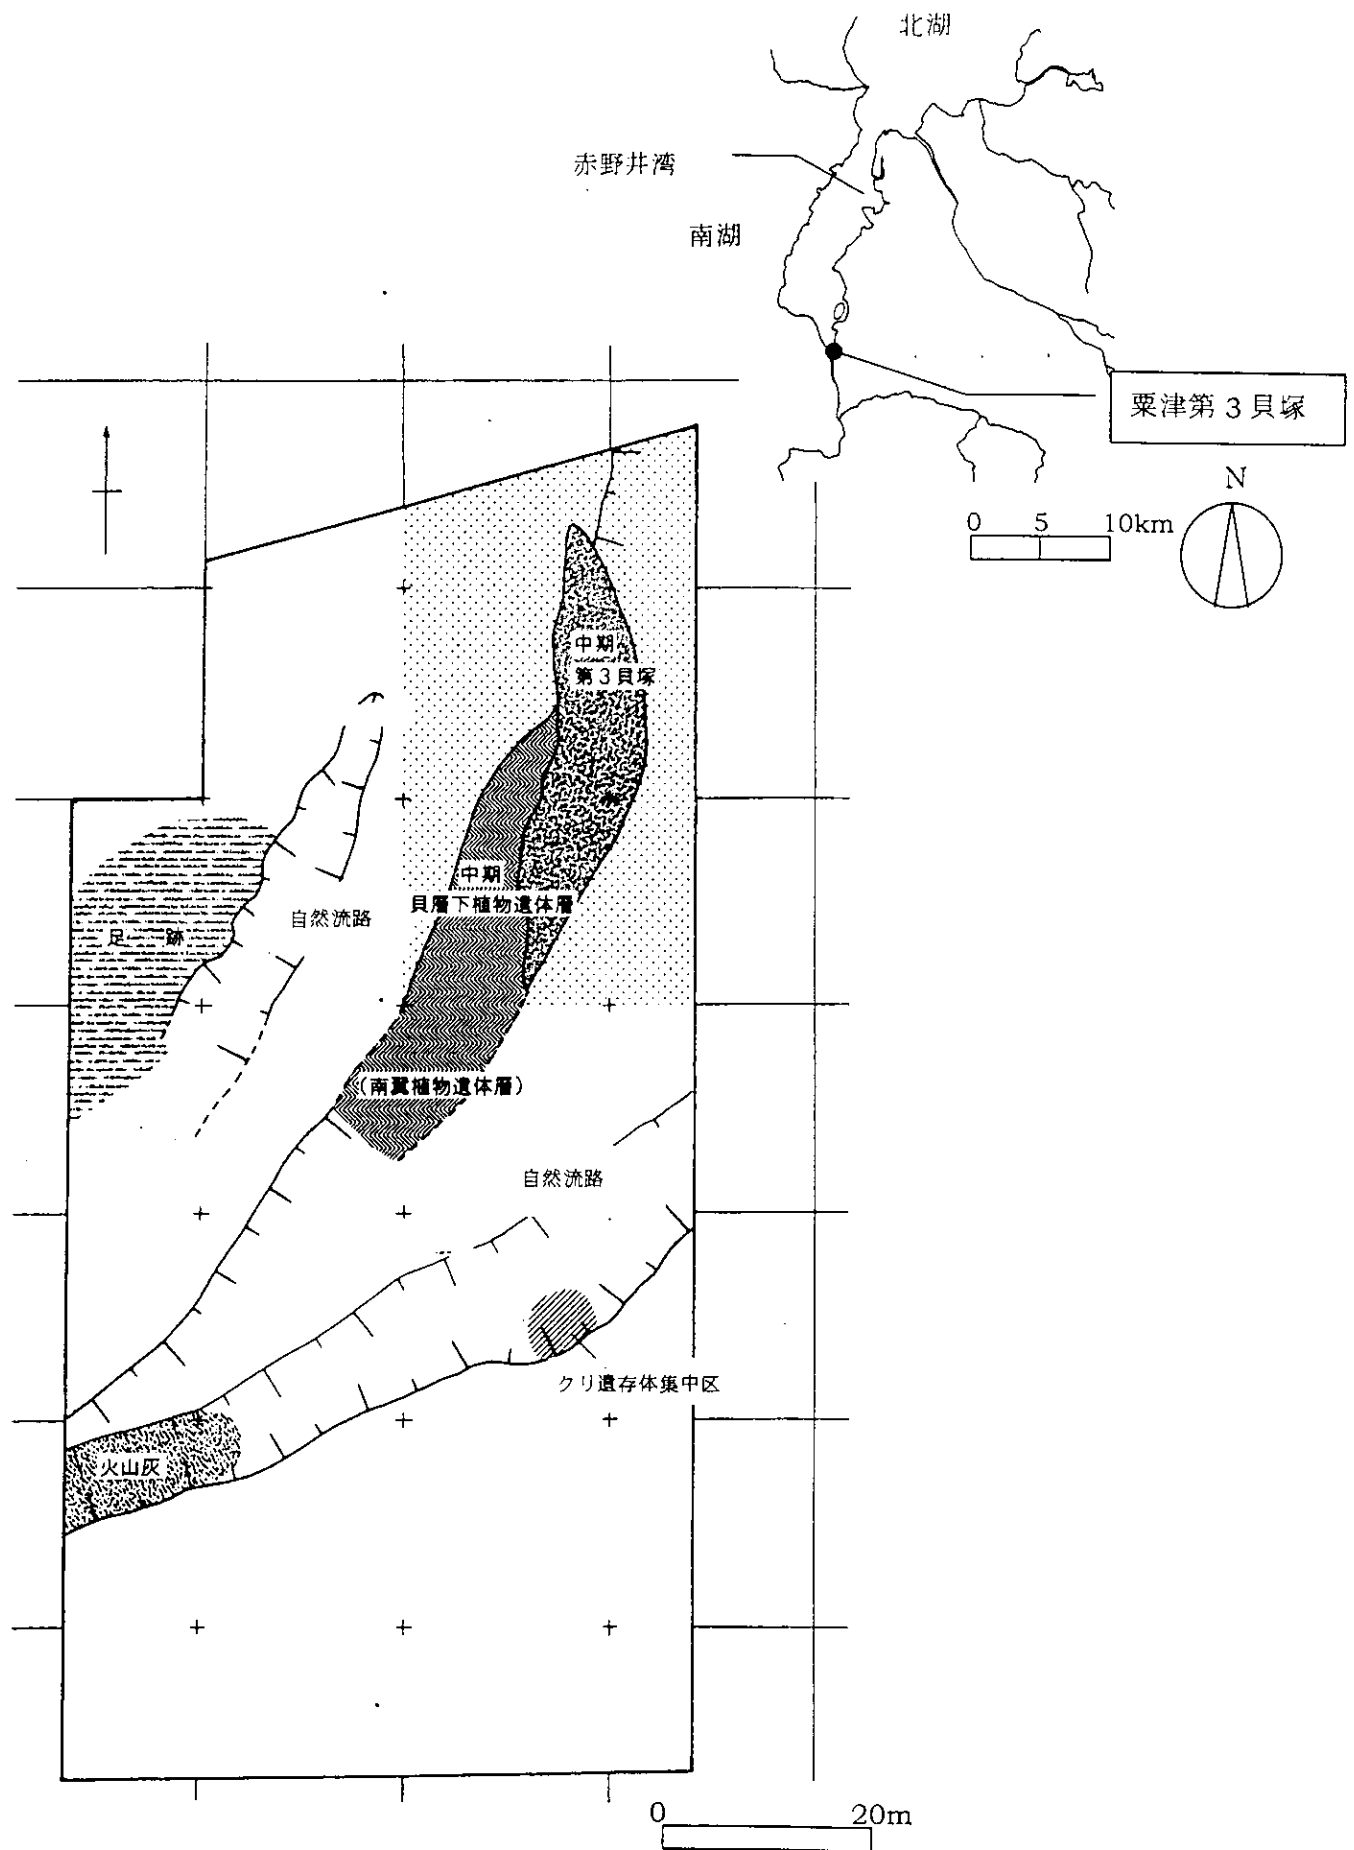 北湖
赤野井湾
南湖
粟津第3貝塚
N
0 5 10km
中期
第3貝塚
中期
貝層下植物遺体層
自然流路
足 跡
(南翼植物遺体層)
自然流路
クリ遺存体集中区
火山灰
0 20m